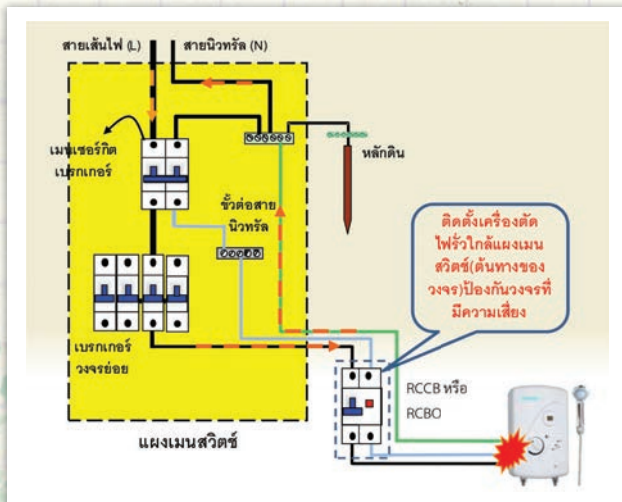 สายเส้นไฟ (L)
สายนิวทรัล (N)
เมนเซอร์กิต
เบรกเกอร์
หลักดิน
ขั้วต่อสาย
นิวทรัล
ติดตั้งเครื่องตัด
ไฟรั่วใกล้แผงเมน
สวิตช์(ต้นทางของ
วงจร)ป้องกันวงจรที่
มีความเสี่ยง
เบรกเกอร์
วงจรย่อย
RCCB หรือ
RCBO
แผงเมนสวิตช์